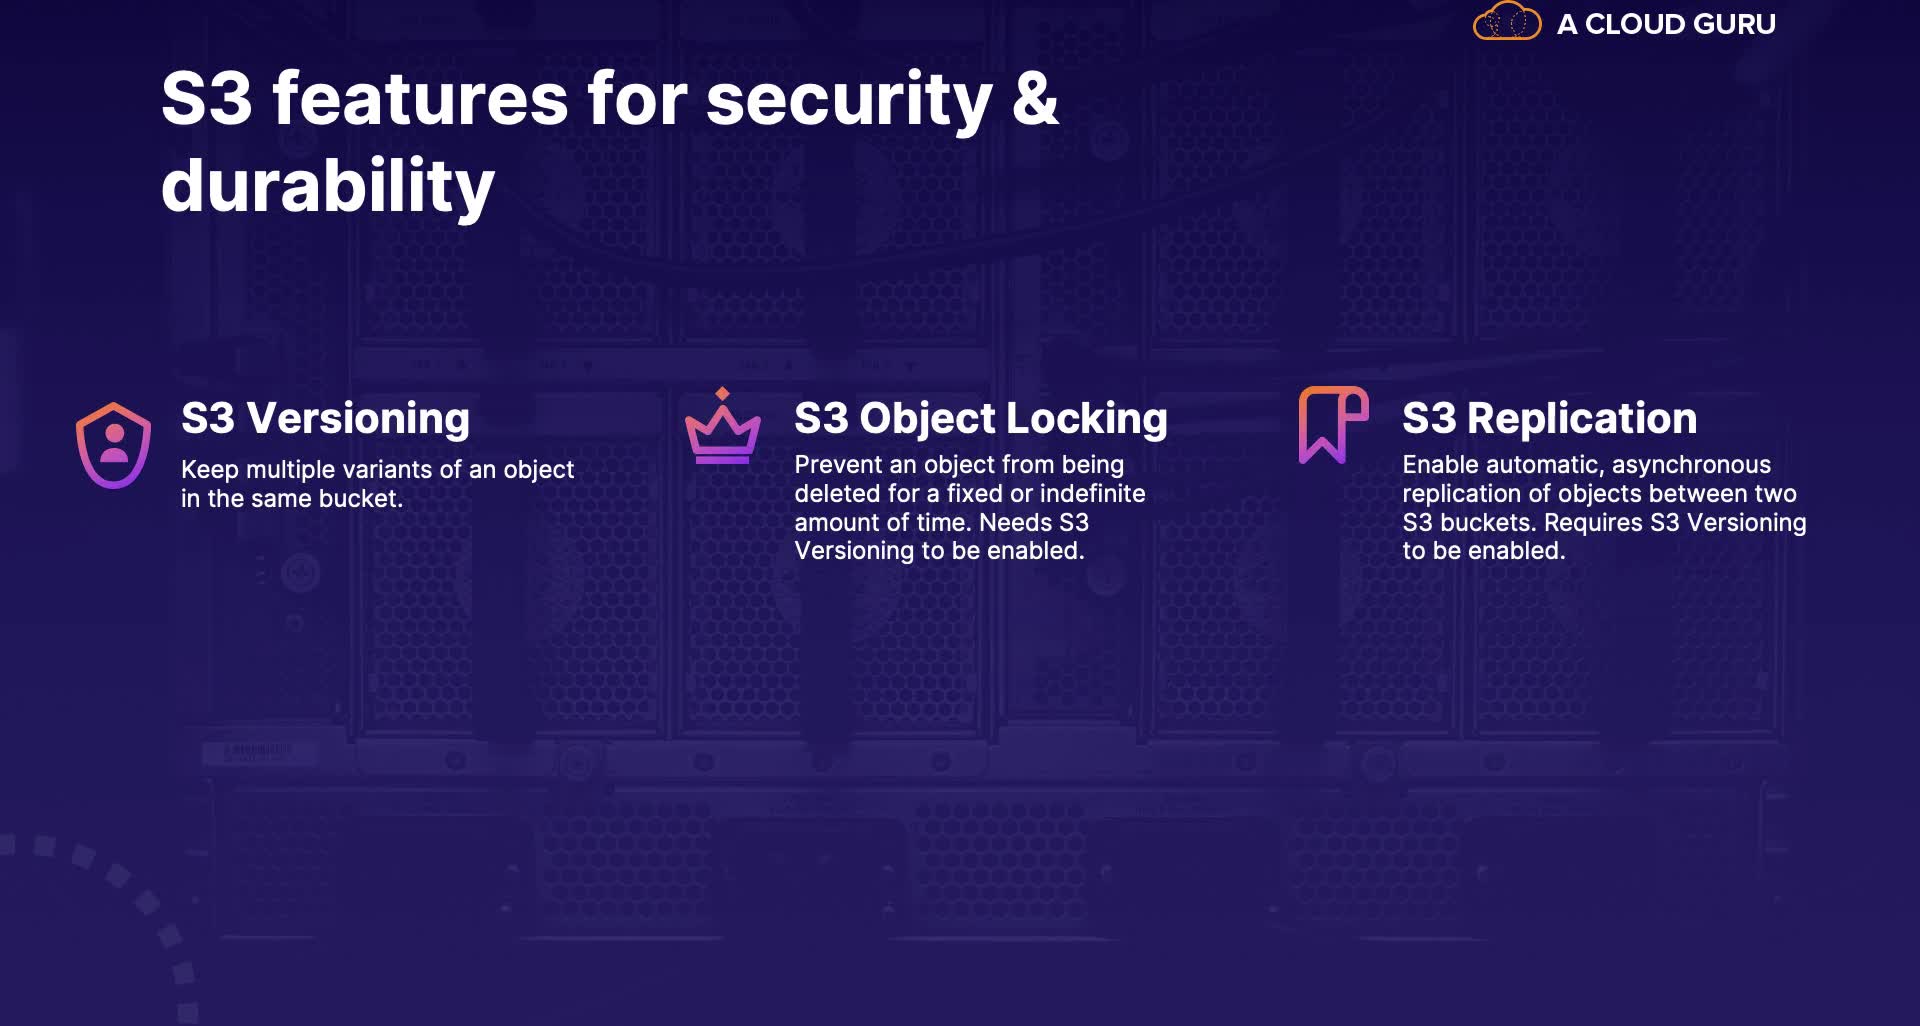 A CLOUD GURU
S3 features for security &
durability
S3 Versioning
Keep multiple variants of an object
in the same bucket.
S3 Object Locking
Prevent an object from being
deleted for a fixed or indefinite
amount of time. Needs S3
Versioning to be enabled.
S3 Replication
Enable automatic, asynchronous
replication of objects between two
S3 buckets. Requires S3 Versioning
to be enabled.